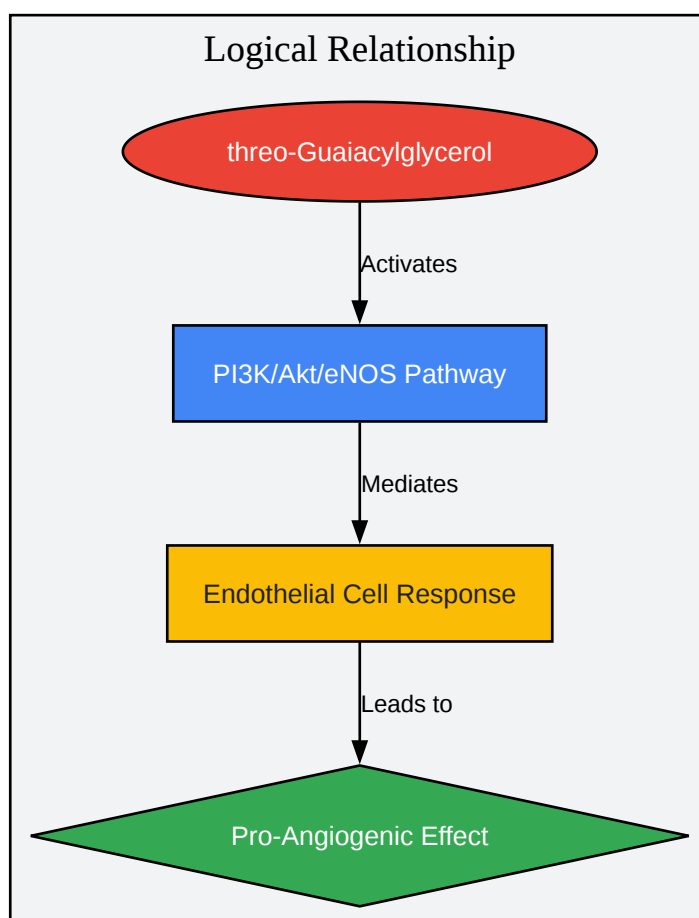 Logical Relationship
threo-Guaiacylglycerol
Activates
PI3K/Akt/eNOS Pathway
Mediates
Endothelial Cell Response
Leads to
Pro-Angiogenic Effect